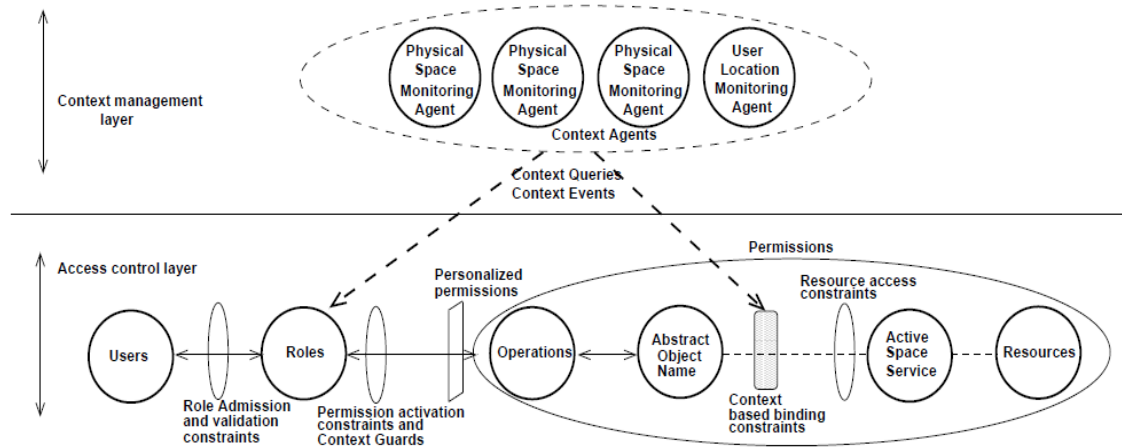 Physical
Space
Monitoring
Agent
Physical
Space
Monitoring
Agent
Physical
Space
Monitoring
Agent
User
Location
Monitoring
Agent
Context Agents
Context management
layer
Context Queries
Context Events
Access control layer
Permissions
Personalized
permissions
Resource access
constraints
Users
Roles
Operations
Abstract
Object
Name
Active
Space
Service
Resources
Role Admission
and validation
constraints
Permission activation
constraints and
Context Guards
Context
based binding
constraints